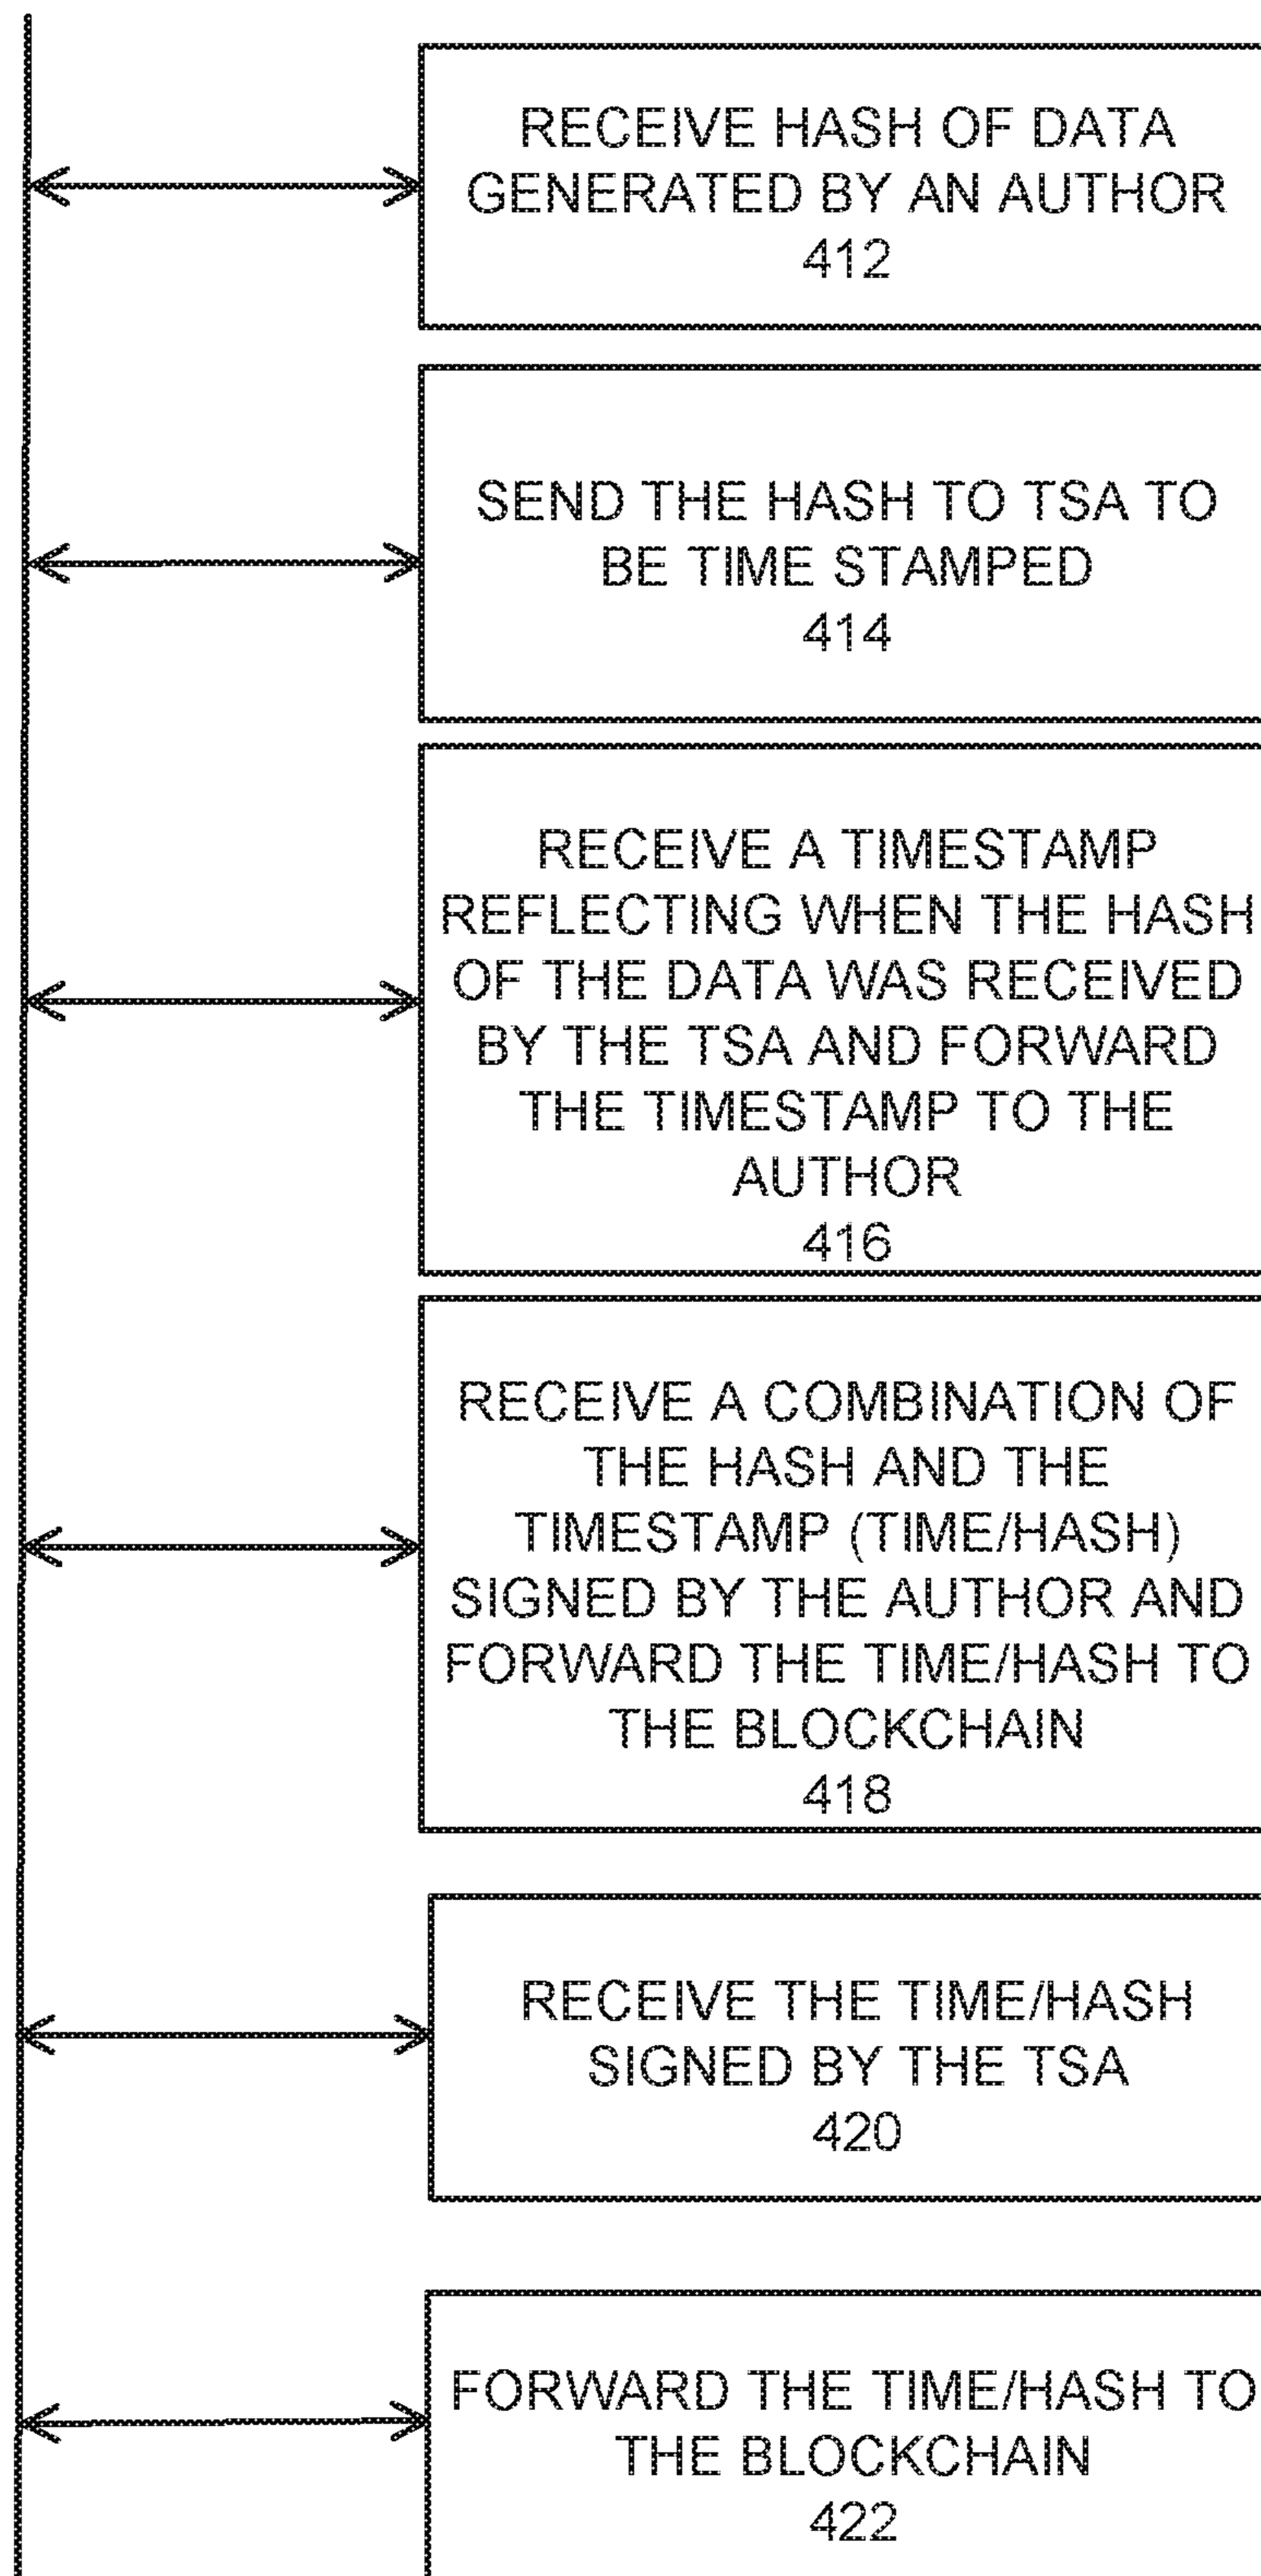 RECEIVE HASH OF DATA
GENERATED BY AN AUTHOR
412
SEND THE HASH TO TSA TO
BE TIME STAMPED
414
RECEIVE A TIMESTAMP
REFLECTING WHEN THE HASH
OF THE DATA WAS RECEIVED
BY THE TSA AND FORWARD
THE TIMESTAMP TO THE
AUTHOR
416
RECEIVE A COMBINATION OF
THE HASH AND THE
TIMESTAMP (TIME/HASH)
SIGNED BY THE AUTHOR AND
FORWARD THE TIME/HASH TO
THE BLOCKCHAIN
418
RECEIVE THE TIME/HASH
SIGNED BY THE TSA
420
FORWARD THE TIME/HASH TO
THE BLOCKCHAIN
422